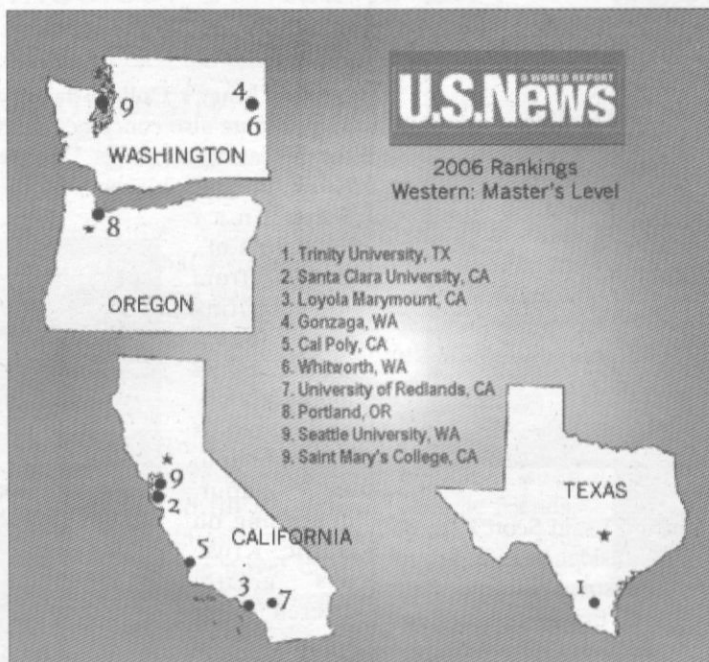 U.S.News
& WORLD REPORT
2006 Rankings
Western: Master's Level
1. Trinity University, TX
2. Santa Clara University, CA
3. Loyola Marymount, CA
4. Gonzaga, WA
5. Cal Poly, CA
6. Whitworth, WA
7. University of Redlands, CA
8. Portland, OR
9. Seattle University, WA
9. Saint Mary's College, CA
9
4
6
WASHINGTON
8
OREGON
9
2
CALIFORNIA
5
3
7
TEXAS
1